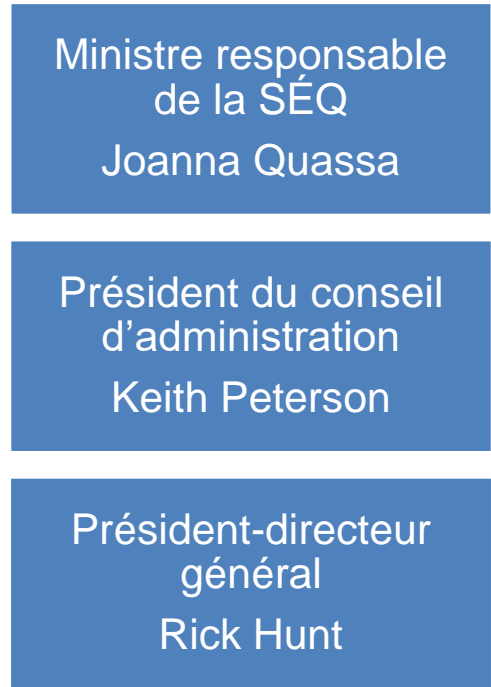 Ministre responsable
de la SÉQ
Joanna Quassa
Président du conseil
d’administration
Keith Peterson
Président-directeur
général
Rick Hunt